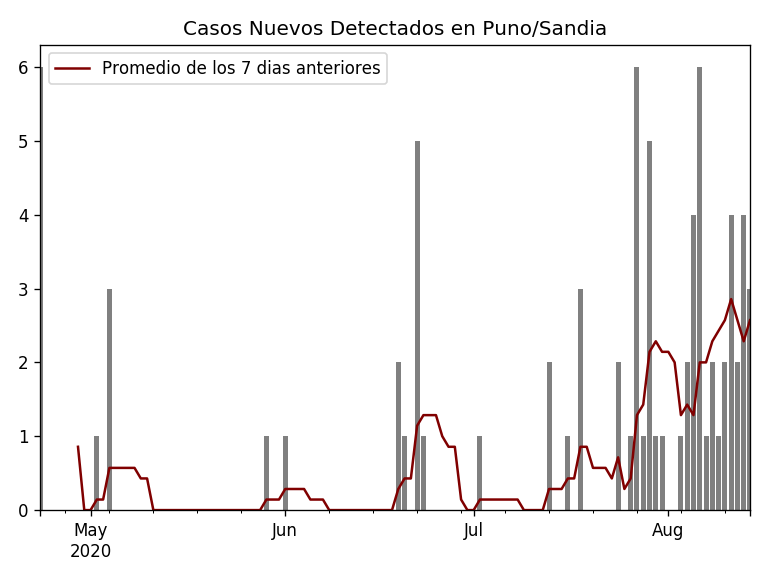 Casos Nuevos Detectados en Puno/Sandia
Promedio de los 7 dias anteriores
6
5
4
3
2
1
0
May
2020
Jun
Jul
Aug